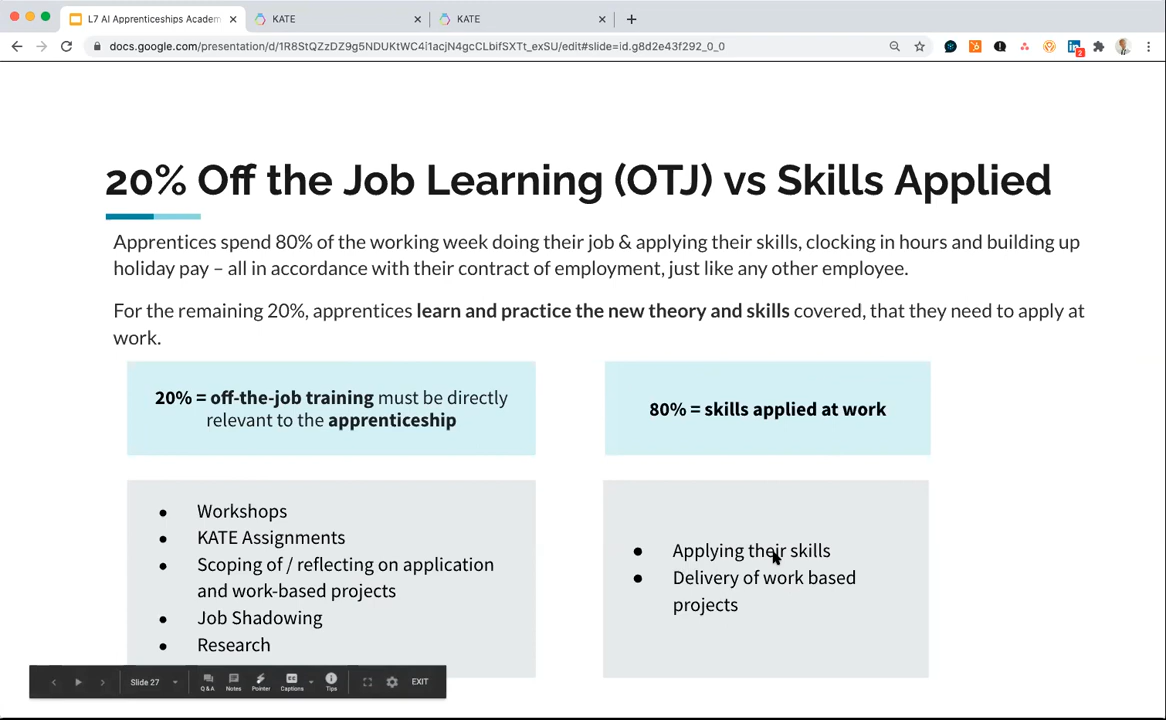 L7 AI Apprenticeships Academ
KATE
KATE
docs.google.com/presentation/d/1R8StQZzDZ9g5NDUKtWC4i1acjN4gcCLbifSXTt_exSU/edit#slide=id.g8d2e43f292_0_0
2
20% Off the Job Learning (OTJ) vs Skills Applied
Apprentices spend 80% of the working week doing their job & applying their skills, clocking in hours and building up
holiday pay – all in accordance with their contract of employment, just like any other employee.
For the remaining 20%, apprentices learn and practice the new theory and skills covered, that they need to apply at
work.
20% = off-the-job training must be directly
relevant to the apprenticeship
80% = skills applied at work
● Workshops
● KATE Assignments
● Scoping of / reflecting on application
and work-based projects
● Job Shadowing
● Research
● Applying their skills
● Delivery of work based
projects
Slide 27
Q&A
Notes
Pointer
Captions
Tips
EXIT